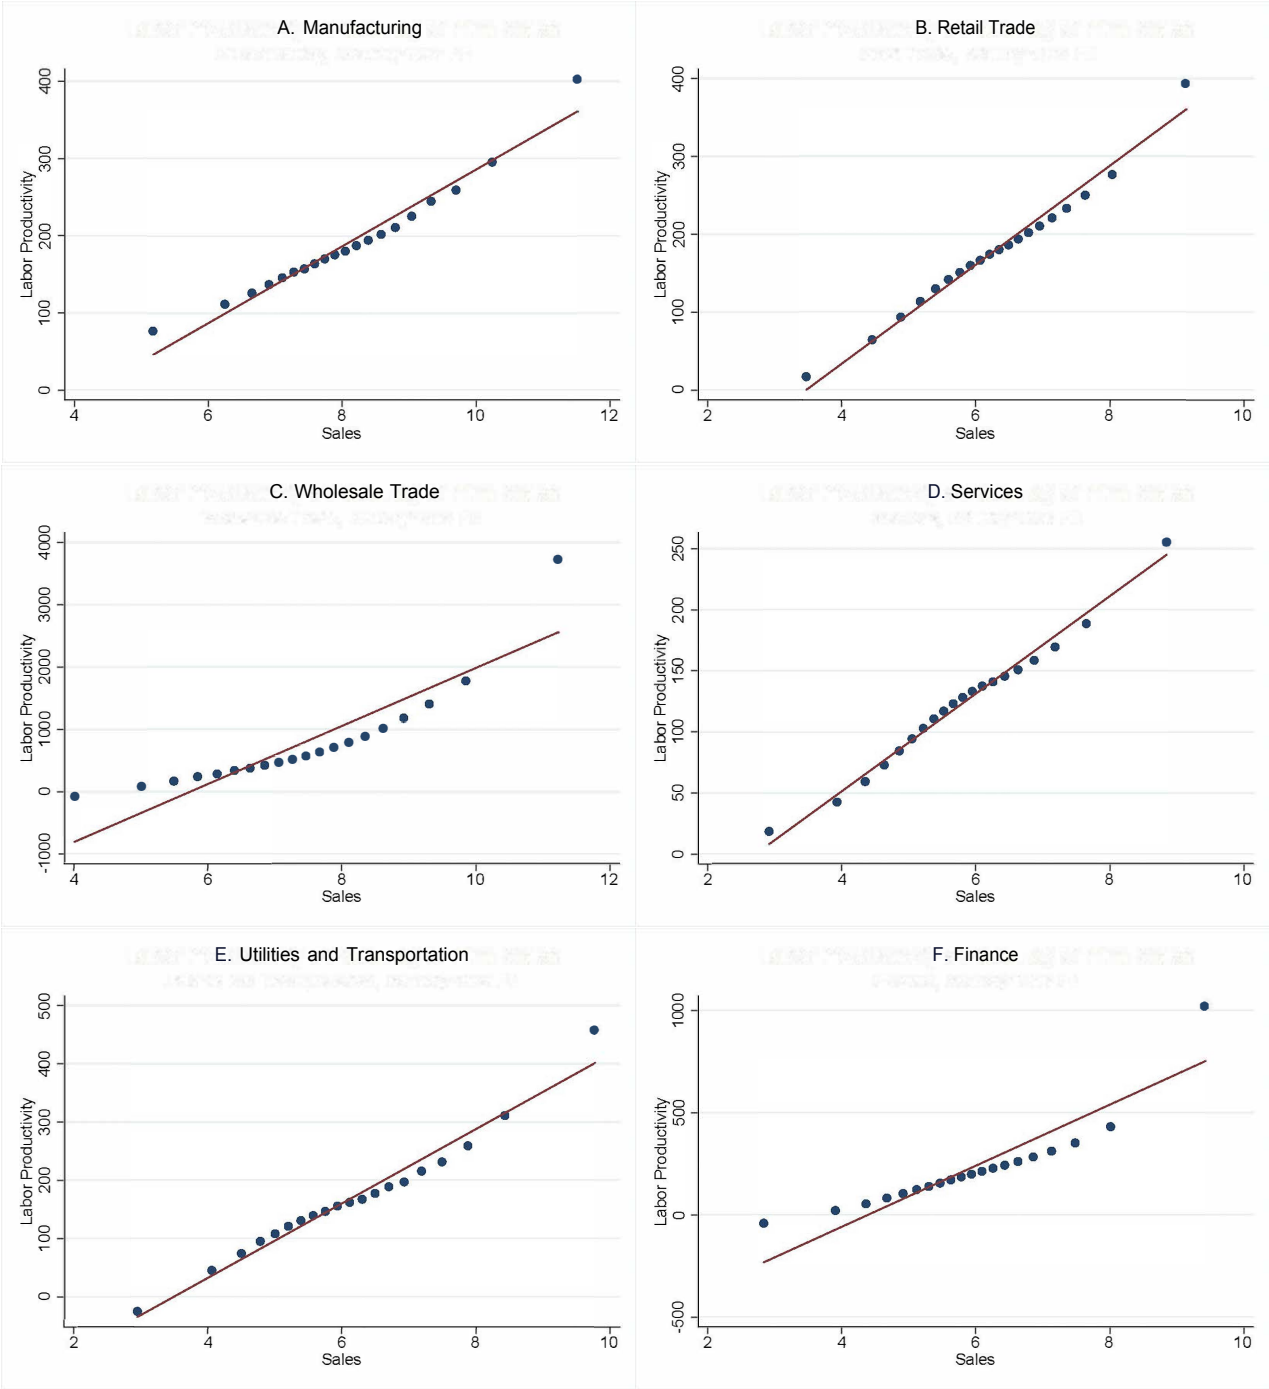 A. Manufacturing
Labor Productivity
400
300
200
100
0
4 6 8 10 12
Sales
B. Retail Trade
Labor Productivity
400
300
200
100
0
2 4 6 8 10
Sales
C. Wholesale Trade
Labor Productivity
4000
3000
2000
1000
0
-1000
4 6 8 10 12
Sales
D. Services
Labor Productivity
250
200
150
100
50
0
2 4 6 8 10
Sales
E. Utilities and Transportation
Labor Productivity
500
400
300
200
100
0
2 4 6 8 10
Sales
F. Finance
Labor Productivity
1000
500
0
-500
2 4 6 8 10
Sales